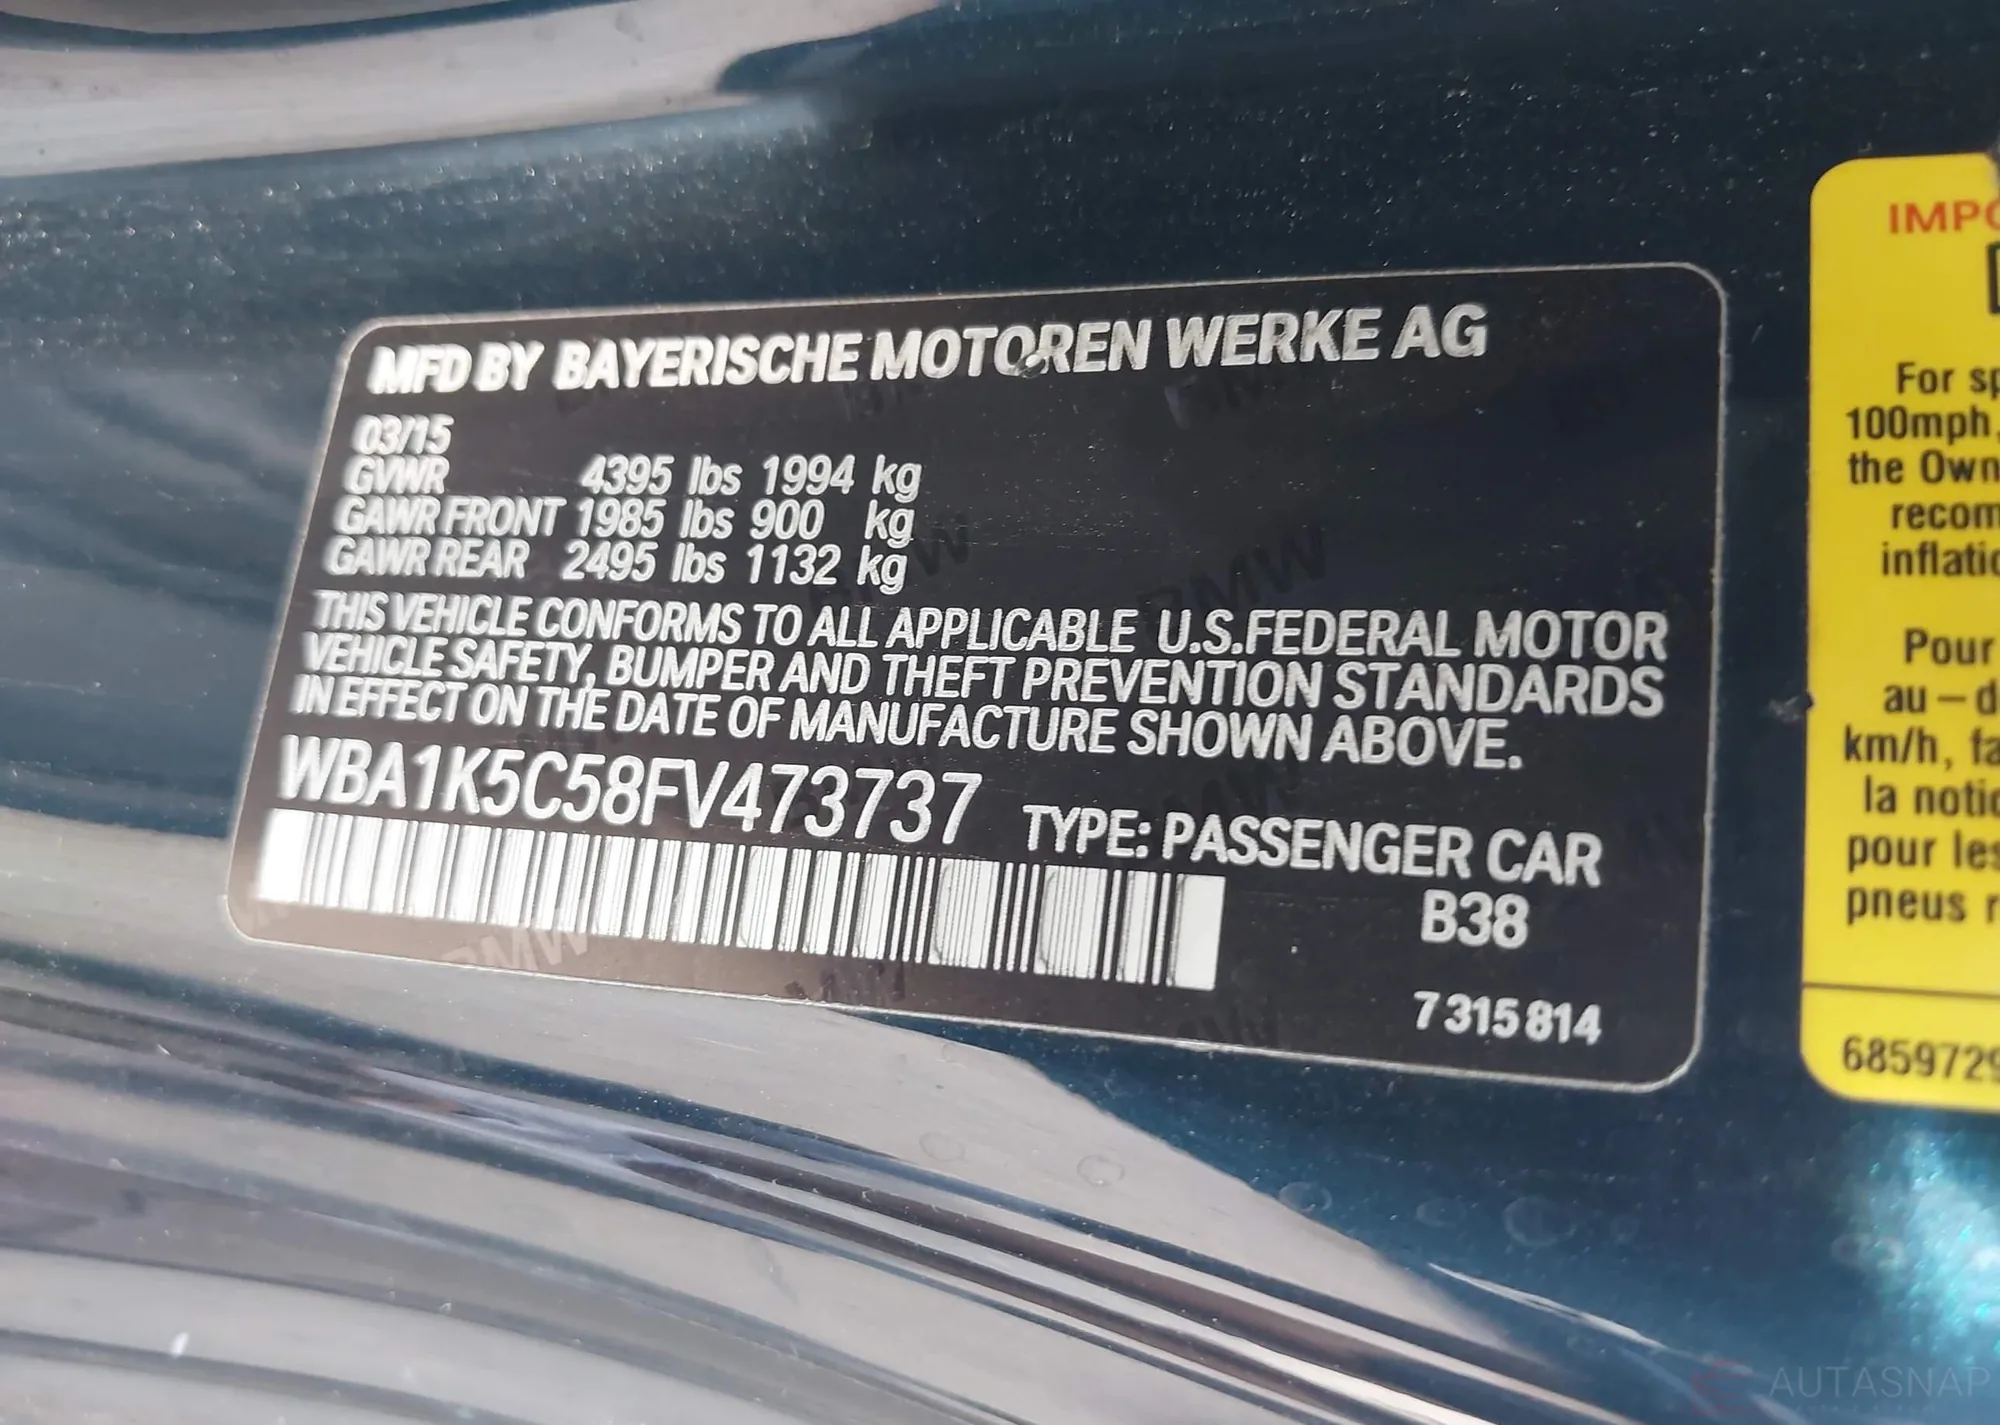 MFD BY BAYERISCHE MOTOREN WERKE AG
03/15
GVWR 4395 lbs 1994 kg
GAWR FRONT 1985 lbs 900 kg
GAWR REAR 2495 lbs 1132 kg
THIS VEHICLE CONFORMS TO ALL APPLICABLE U.S.FEDERAL MOTOR
VEHICLE SAFETY, BUMPER AND THEFT PREVENTION STANDARDS
IN EFFECT ON THE DATE OF MANUFACTURE SHOWN ABOVE.
WBA1K5C58FV473737
TYPE: PASSENGER CAR
B38
7 315 814
IMPO
For sp
100mph,
the Own
recom
inflatio
Pour
au – d
km/h, fa
la notic
pour les
pneus r
6859729
AUTASNAP